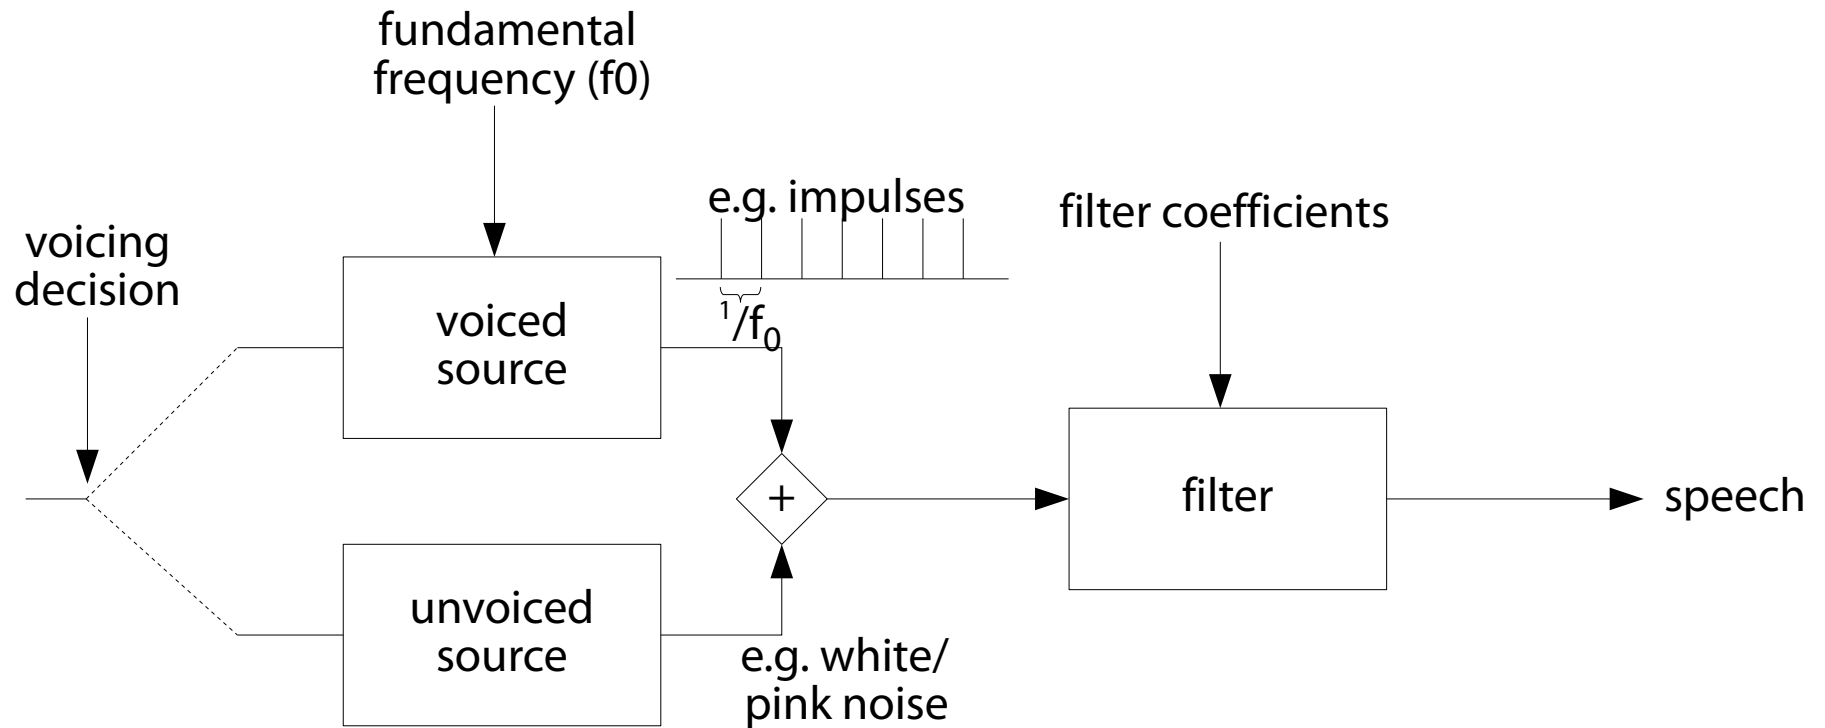 fundamental
frequency (f0)
e.g. impulses
filter coefficients
voicing
decision
voiced
source
1/f0
+
filter
speech
unvoiced
source
e.g. white/
pink noise